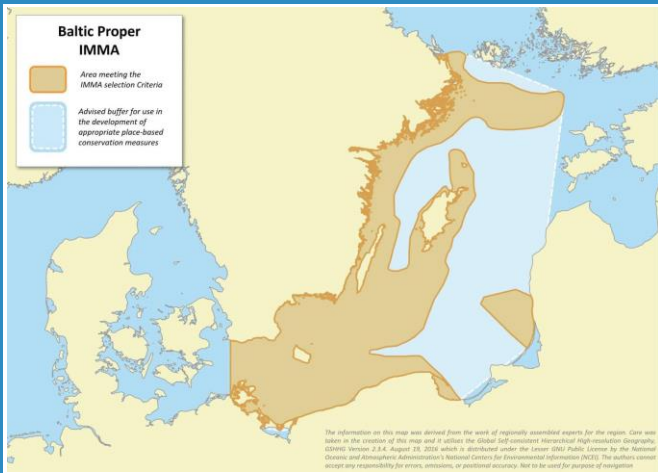 Baltic Proper
IMMA
Area meeting the
IMMA selection Criteria
Advised buffer for use in
the development of
appropriate place-based
conservation measures
The information on this map was derived from the work of regionally assembled experts for the region. Care was
taken in the creation of this map and it utilises the Global Self-consistent Hierarchical High-resolution Geography,
GSHHG Version 2.3.4, August 19, 2016 which is distributed under the Lesser GNU Public License by the National
Oceanic and Atmospheric Administration's National Centers for Environmental Information (NCEI). The authors cannot
accept any responsibility for errors, omissions, or positional accuracy. Not to be used for purpose of navigation